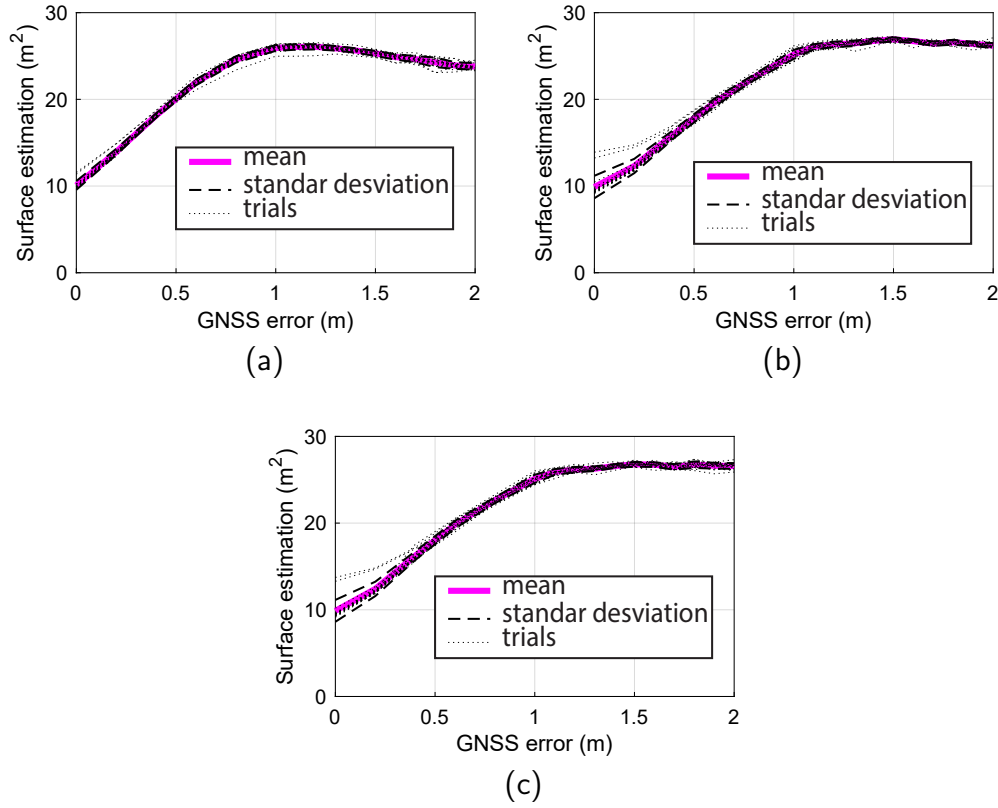 30
20
10
0
Surface estimation (m²)
mean
standar desviation
trials
0 0.5 1 1.5 2
GNSS error (m)
(a)
30
20
10
0
Surface estimation (m²)
mean
standar desviation
trials
0 0.5 1 1.5 2
GNSS error (m)
(b)
30
20
10
0
Surface estimation (m²)
mean
standar desviation
trials
0 0.5 1 1.5 2
GNSS error (m)
(c)